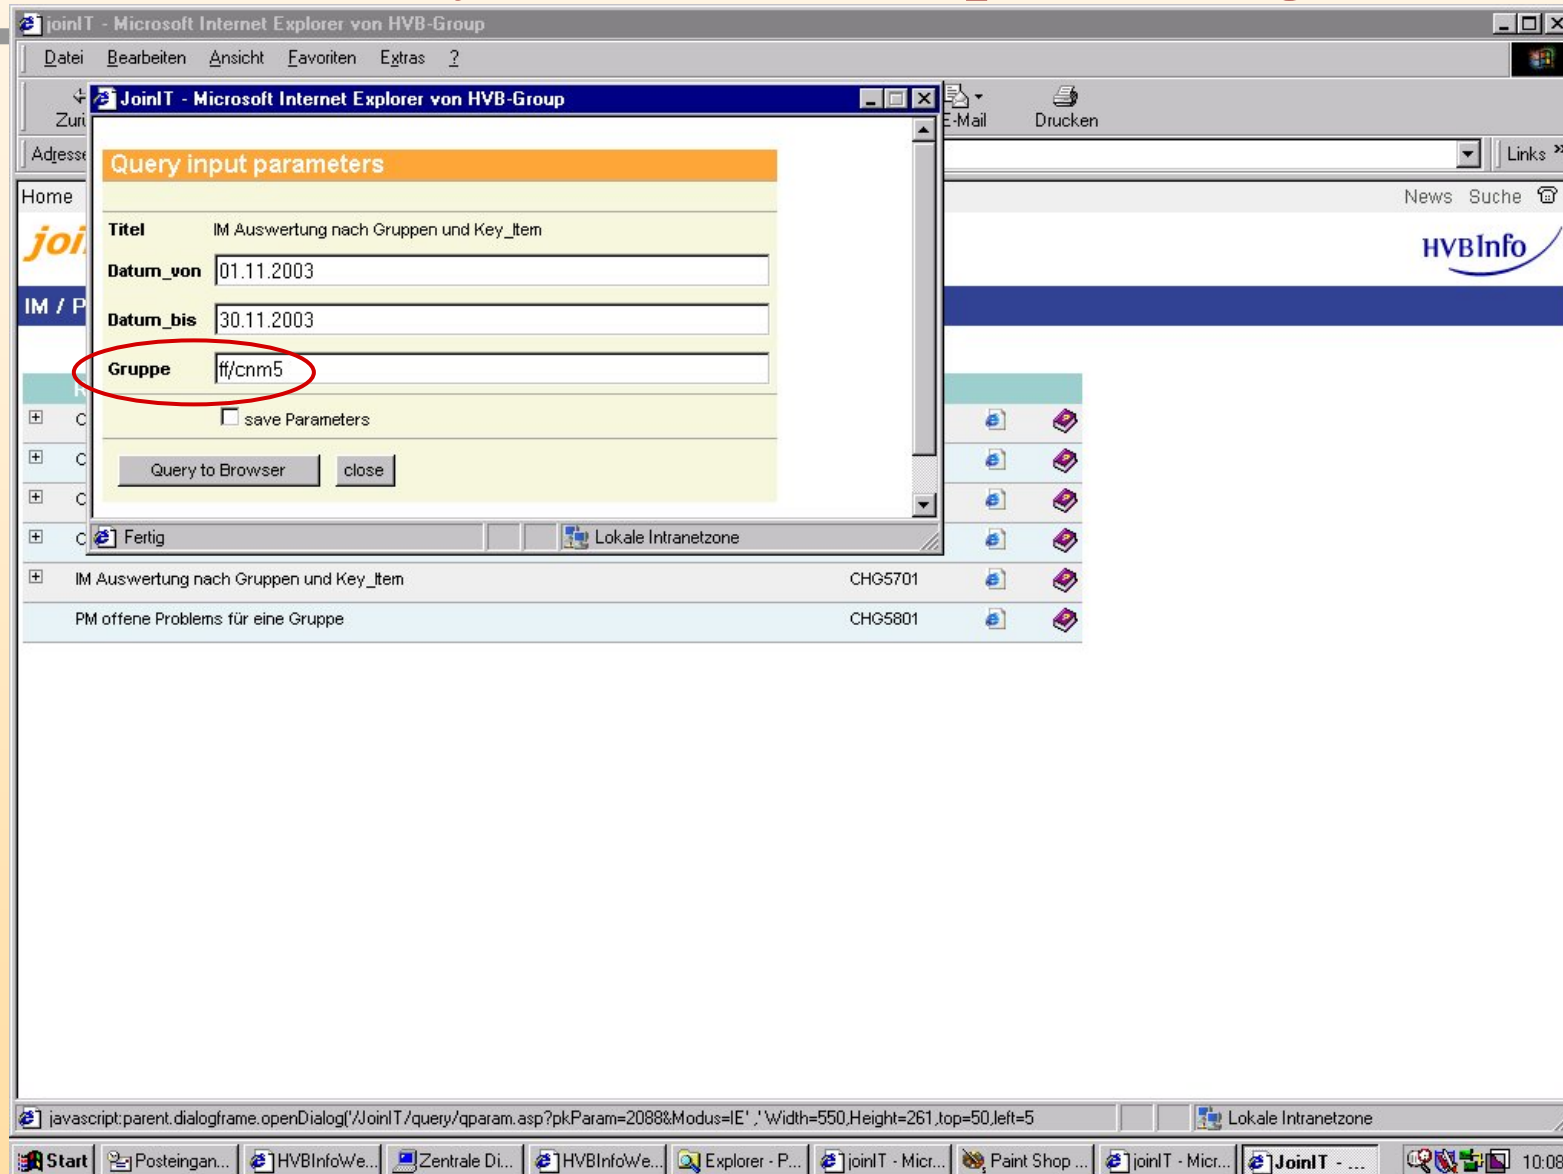 joinIT - Microsoft Internet Explorer von HVB-Group
Datei Bearbeiten Ansicht Favoriten Extras ?
JoinIT - Microsoft Internet Explorer von HVB-Group
E-Mail Drucken
Links »
Query input parameters
Home
News Suche
Titel IM Auswertung nach Gruppen und Key_Item
HVBInfo
Datum_von 01.11.2003
IM / P
Datum_bis 30.11.2003
Gruppe ff/cnm5
save Parameters
Query to Browser close
Fertig Lokale Intranetzone
IM Auswertung nach Gruppen und Key_Item CHG5701
PM offene Problems für eine Gruppe CHG5801
javascript:parent.dialogframe.openDialog('/JoinIT/query/qparam.asp?pkParam=2088&Modus=IE','Width=550,Height=261,top=50,left=5 Lokale Intranetzone
Start Posteingan... HVBInfoWe... Zentrale Di... HVBInfoWe... Explorer - P... joinIT - Micr... Paint Shop ... joinIT - Micr... JoinIT - ... 10:09